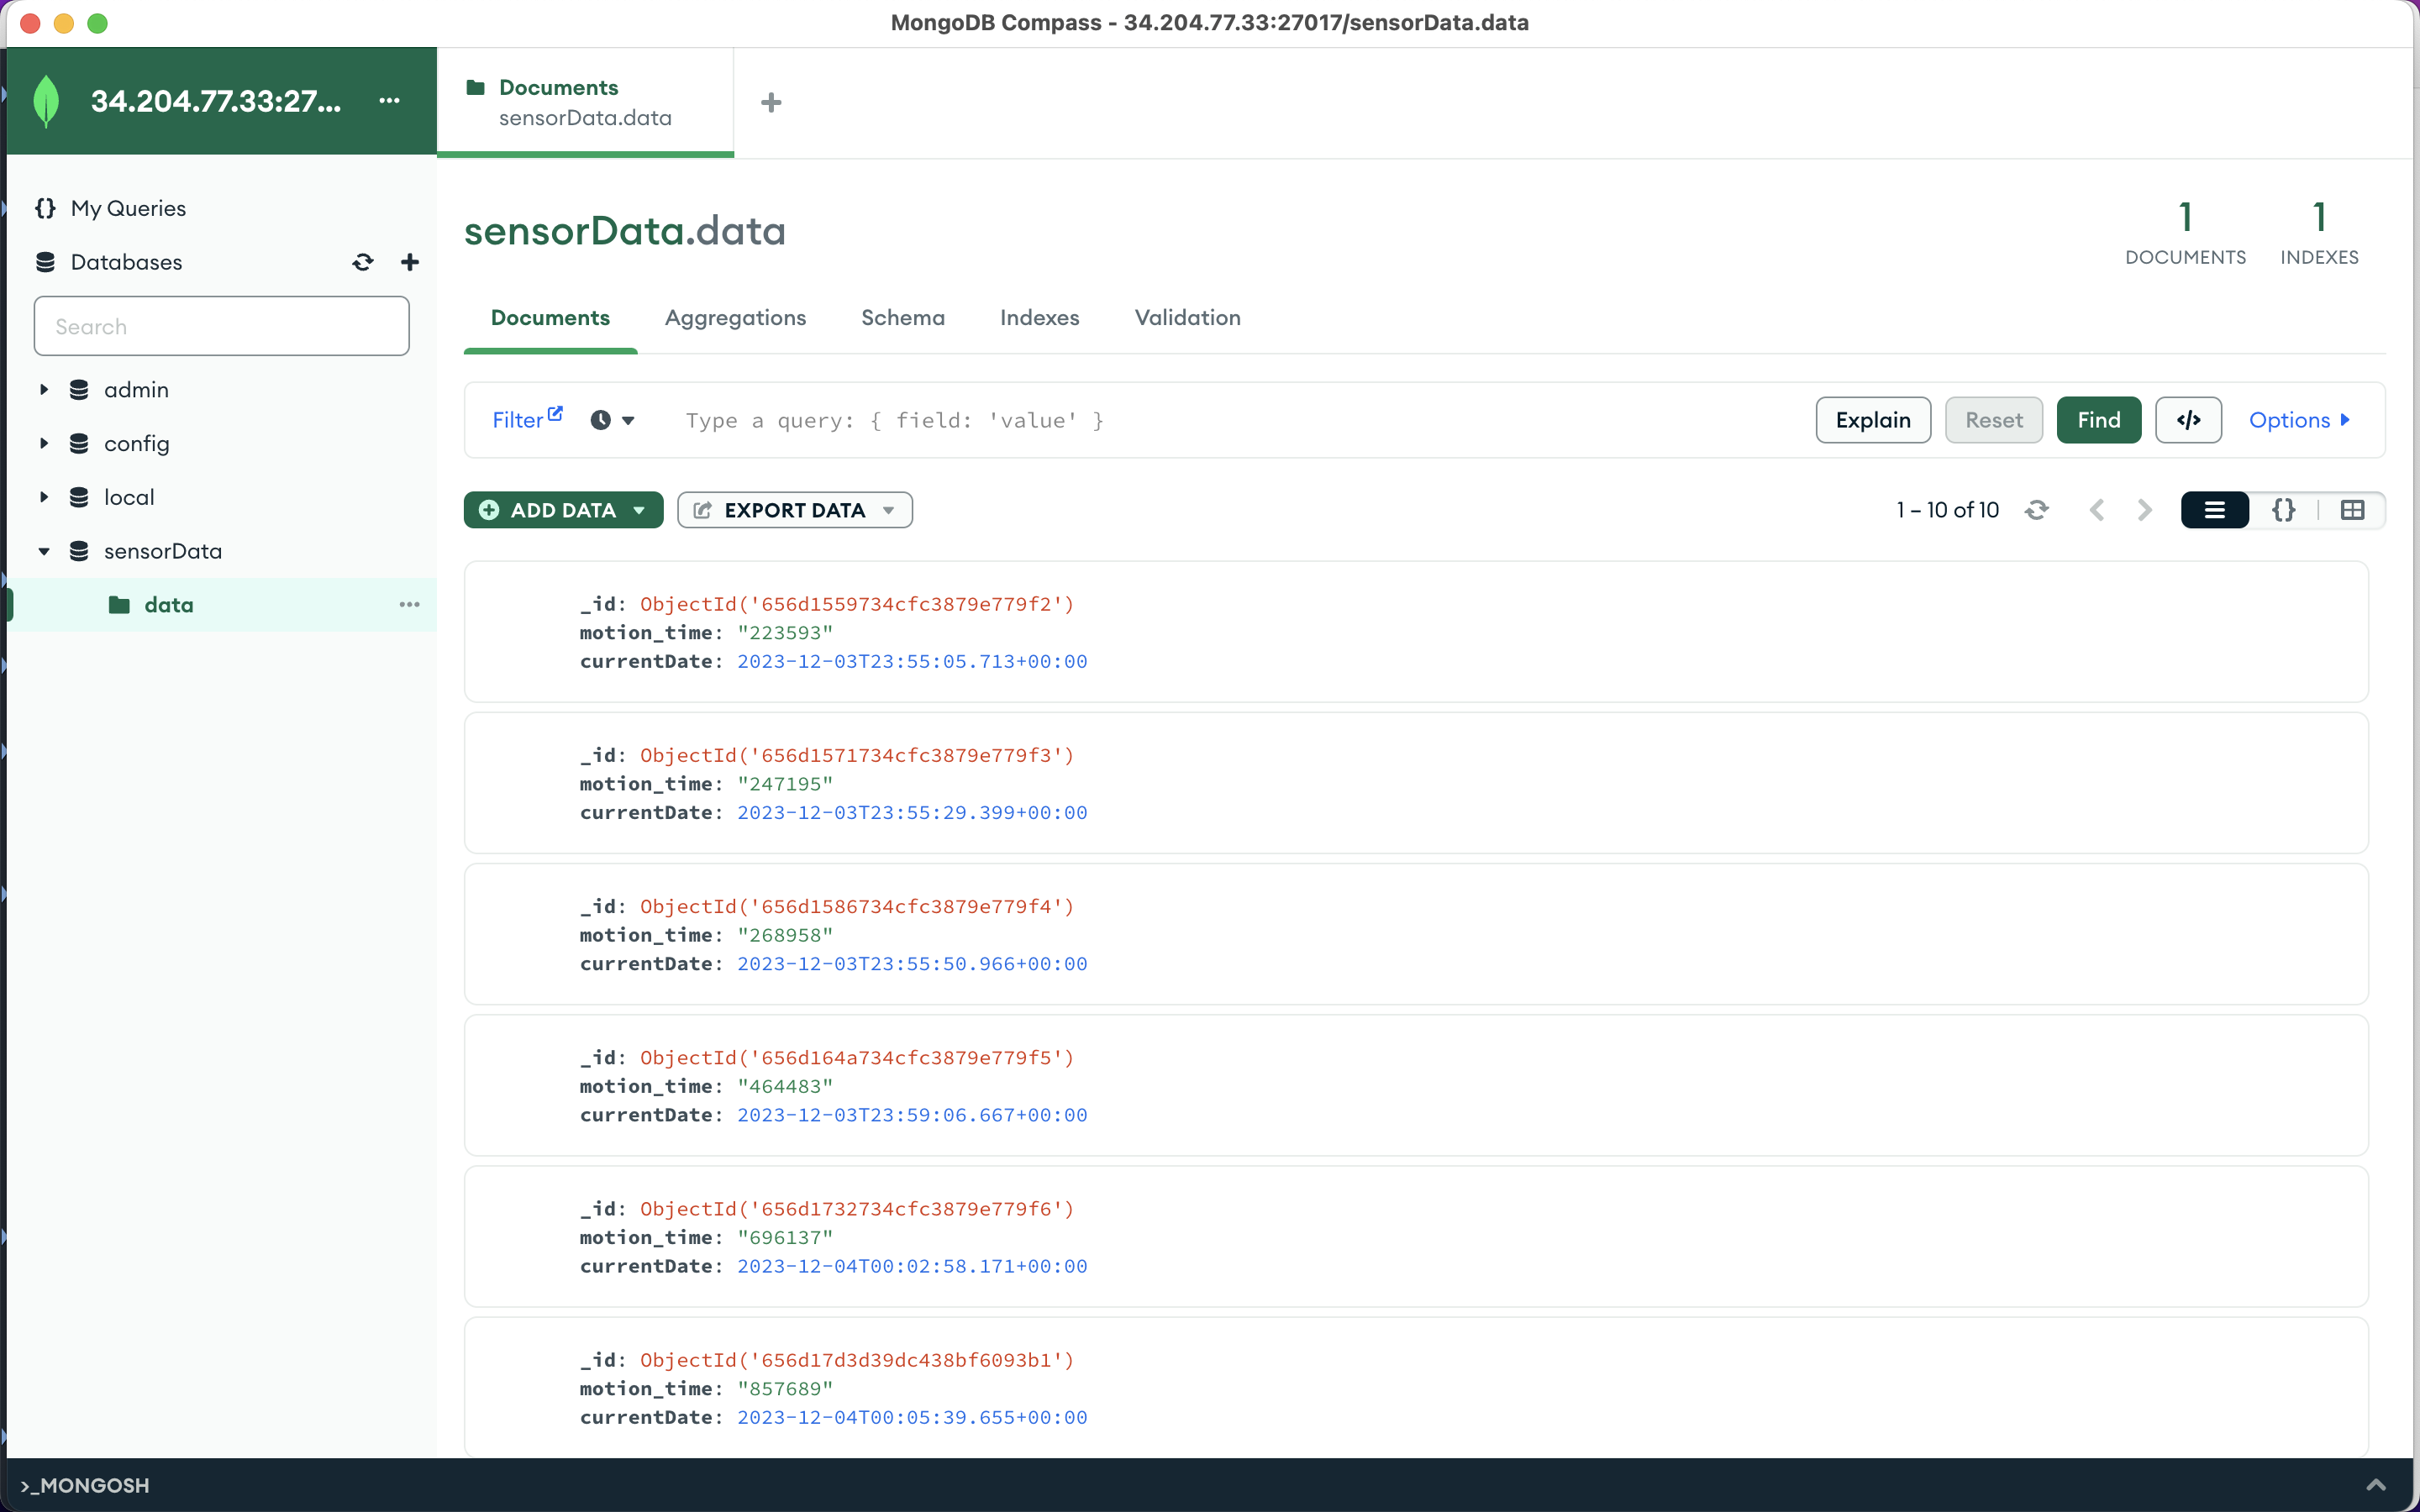 MongoDB Compass - 34.204.77.33:27017/sensorData.data
34.204.77.33:27...
Documents
sensorData.data
My Queries
Databases
Search
admin
config
local
sensorData
data
sensorData.data
1
DOCUMENTS
1
INDEXES
Documents Aggregations Schema Indexes Validation
Filter Type a query: { field: 'value' } Explain Reset Find </> Options
ADD DATA EXPORT DATA 1 – 10 of 10 {}
_id: ObjectId('656d1559734cfc3879e779f2')
motion_time: "223593"
currentDate: 2023-12-03T23:55:05.713+00:00
_id: ObjectId('656d1571734cfc3879e779f3')
motion_time: "247195"
currentDate: 2023-12-03T23:55:29.399+00:00
_id: ObjectId('656d1586734cfc3879e779f4')
motion_time: "268958"
currentDate: 2023-12-03T23:55:50.966+00:00
_id: ObjectId('656d164a734cfc3879e779f5')
motion_time: "464483"
currentDate: 2023-12-03T23:59:06.667+00:00
_id: ObjectId('656d1732734cfc3879e779f6')
motion_time: "696137"
currentDate: 2023-12-04T00:02:58.171+00:00
_id: ObjectId('656d17d3d39dc438bf6093b1')
motion_time: "857689"
currentDate: 2023-12-04T00:05:39.655+00:00
>_MONGOSH